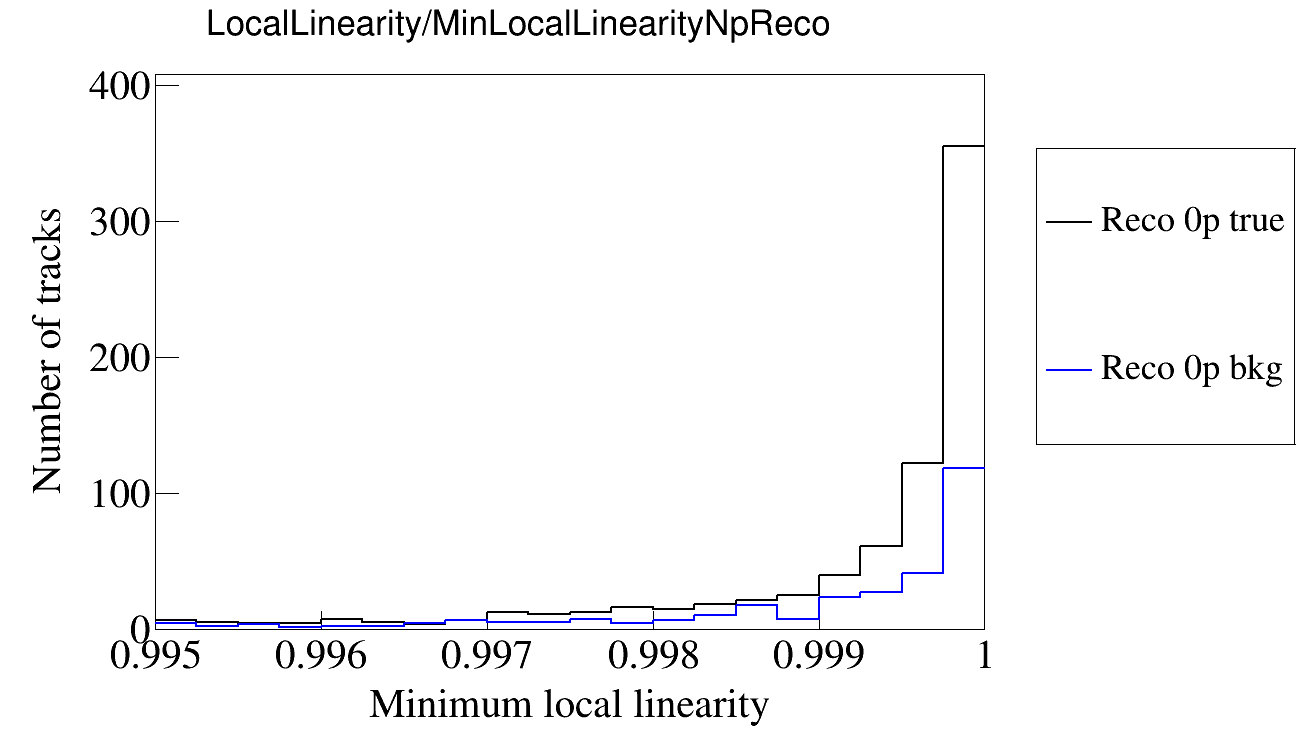 LocalLinearity/MinLocalLinearityNpReco
400
300
200
100
0
Number of tracks
0.995 0.996 0.997 0.998 0.999 1
Minimum local linearity
Reco 0p true
Reco 0p bkg